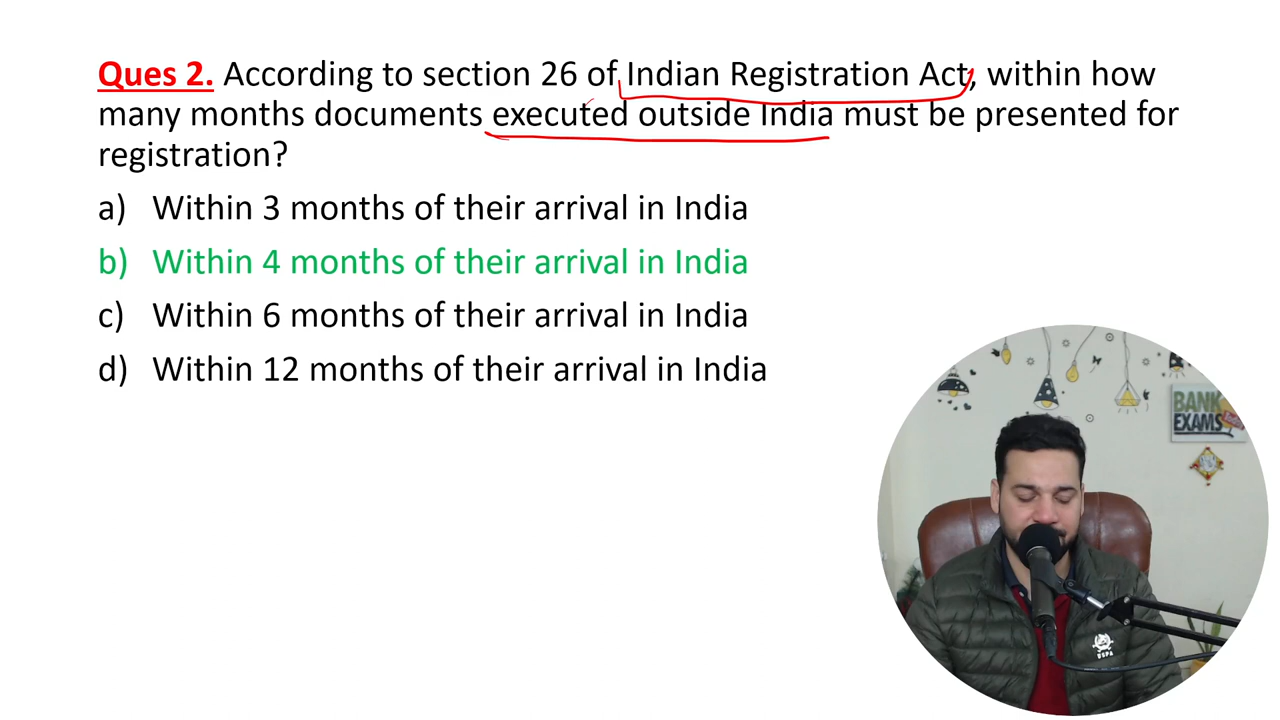 Ques 2. According to section 26 of Indian Registration Act, within how
many months documents executed outside India must be presented for
registration?
a) Within 3 months of their arrival in India
b) Within 4 months of their arrival in India
c) Within 6 months of their arrival in India
d) Within 12 months of their arrival in India
BANK
EXAMS
USPA